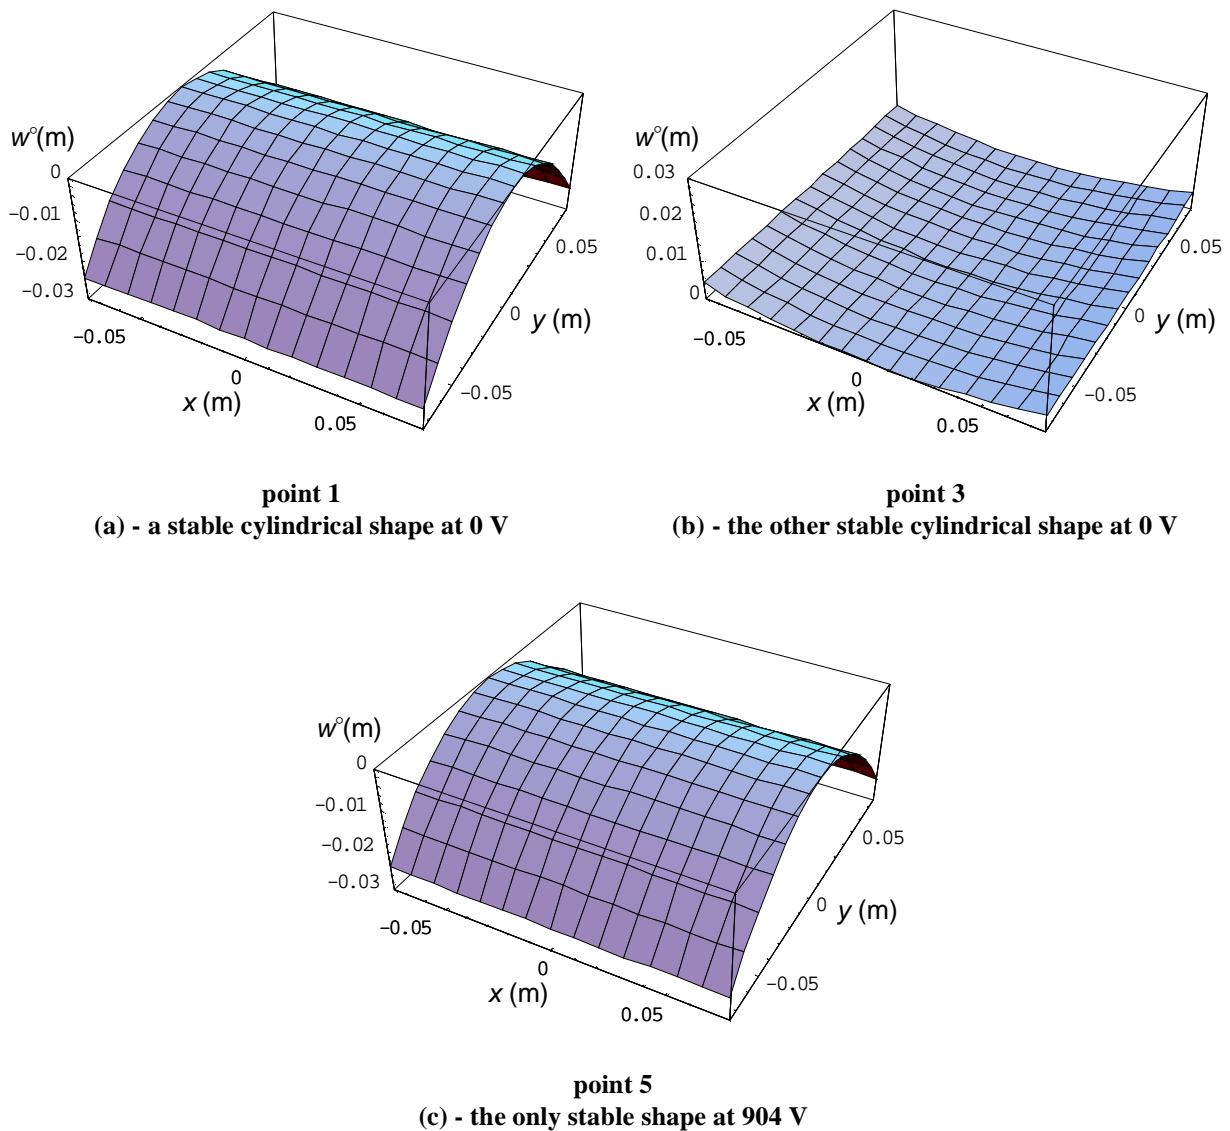 w°(m)
0
−0.01
−0.02
−0.03
−0.05
0
x (m)
0.05
−0.05
0
y (m)
0.05
point 1
(a) - a stable cylindrical shape at 0 V
w°(m)
0.03
0.02
0.01
0
−0.05
0
x (m)
0.05
−0.05
0
y (m)
0.05
point 3
(b) - the other stable cylindrical shape at 0 V
w°(m)
0
−0.01
−0.02
−0.03
−0.05
0
x (m)
0.05
−0.05
0
y (m)
0.05
point 5
(c) - the only stable shape at 904 V